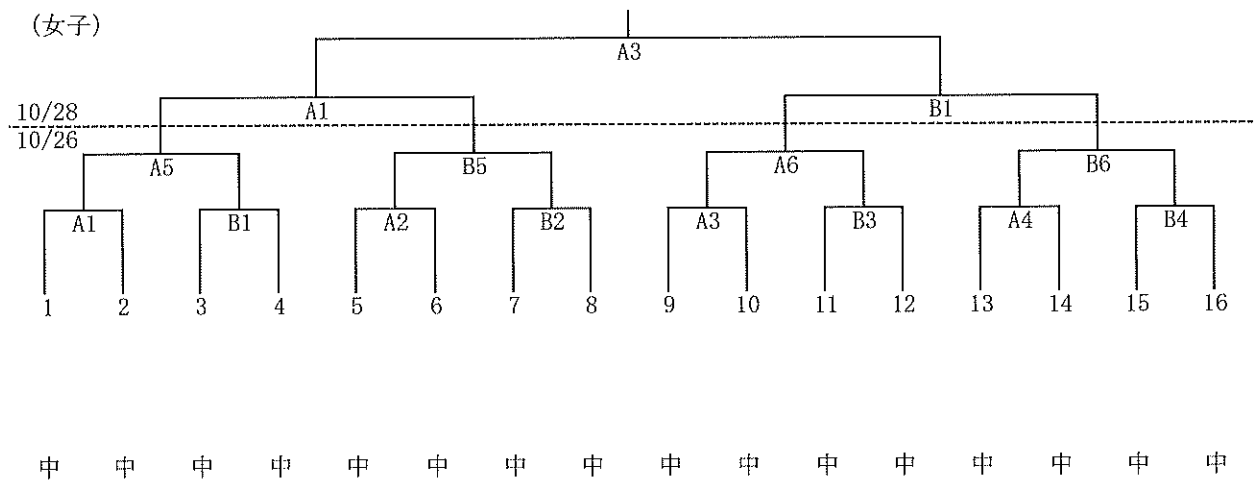 (女子)
A3
10/28 A1 B1
10/26
A5 B5 A6 B6
A1 B1 A2 B2 A3 B3 A4 B4
1 2 3 4 5 6 7 8 9 10 11 12 13 14 15 16
中 中 中 中 中 中 中 中 中 中 中 中 中 中 中 中